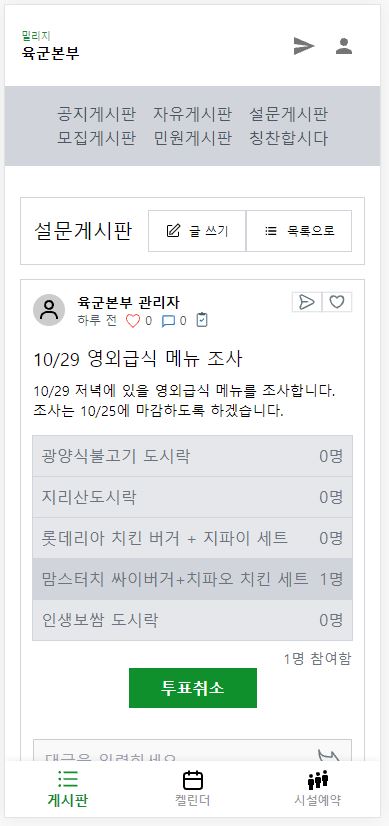 밀리지
육군본부
공지게시판 자유게시판 설문게시판
모집게시판 민원게시판 칭찬합시다
설문게시판 글 쓰기 목록으로
육군본부 관리자
하루 전 0 0
10/29 영외급식 메뉴 조사
10/29 저녁에 있을 영외급식 메뉴를 조사합니다.
조사는 10/25에 마감하도록 하겠습니다.
광양식불고기 도시락 0명
지리산도시락 0명
롯데리아 치킨 버거 + 지파이 세트 0명
맘스터치 싸이버거+치파오 치킨 세트 1명
인생보쌈 도시락 0명
1명 참여함
투표취소
댓글을 입력하세요
게시판 켈린더 시설예약